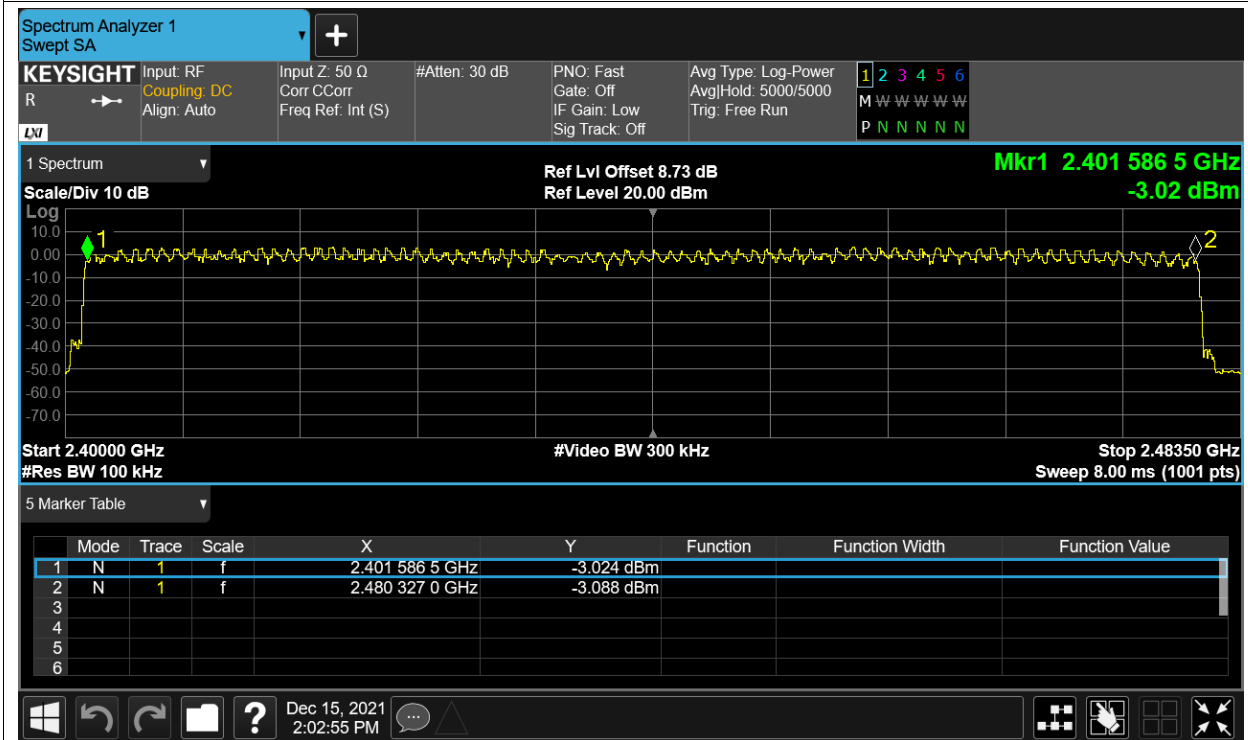 Spectrum Analyzer 1
Swept SA
KEYSIGHT
R
LXI
Input: RF
Coupling: DC
Align: Auto
Input Z: 50 Ω
Corr CCorr
Freq Ref: Int (S)
#Atten: 30 dB
PNO: Fast
Gate: Off
IF Gain: Low
Sig Track: Off
Avg Type: Log-Power
Avg|Hold: 5000/5000
Trig: Free Run
1 2 3 4 5 6
M W W W W W
P N N N N N
1 Spectrum
Scale/Div 10 dB
Ref Lvl Offset 8.73 dB
Ref Level 20.00 dBm
Mkr1 2.401 586 5 GHz
-3.02 dBm
Log
10.0
0.00
-10.0
-20.0
-30.0
-40.0
-50.0
-60.0
-70.0
1
2
Start 2.40000 GHz
#Res BW 100 kHz
#Video BW 300 kHz
Stop 2.48350 GHz
Sweep 8.00 ms (1001 pts)
5 Marker Table
Mode Trace Scale X Y Function Function Width Function Value
1 N 1 f 2.401 586 5 GHz -3.024 dBm
2 N 1 f 2.480 327 0 GHz -3.088 dBm
3
4
5
6
?
Dec 15, 2021
2:02:55 PM